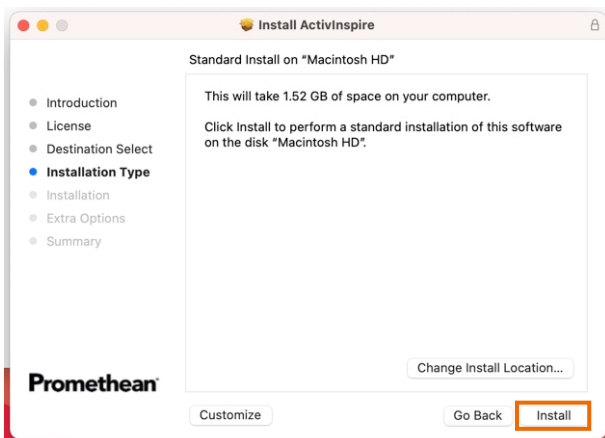 Install ActivInspire
Standard Install on “Macintosh HD”
Introduction
License
Destination Select
Installation Type
Installation
Extra Options
Summary
This will take 1.52 GB of space on your computer.
Click Install to perform a standard installation of this software
on the disk “Macintosh HD”.
Change Install Location...
Promethean
Customize
Go Back
Install